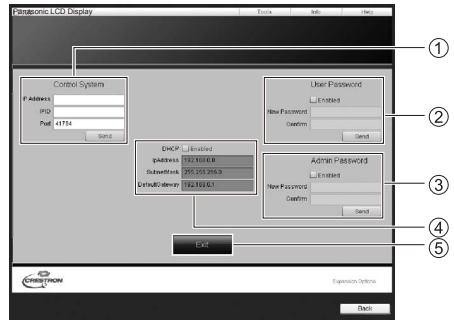 Panasonic LCD Display
Tools
Info
Help
Control System
IP Address
IPID
Port 41794
Send
User Password
Enabled
New Password
Confirm
Send
DHCP Enabled
IpAddress 192.168.0.8
SubnetMask 255.255.255.0
DefaultGateway 192.168.0.1
Admin Password
Enabled
New Password
Confirm
Send
Exit
CRESTRON
Expansion Options
Back
1
2
3
4
5